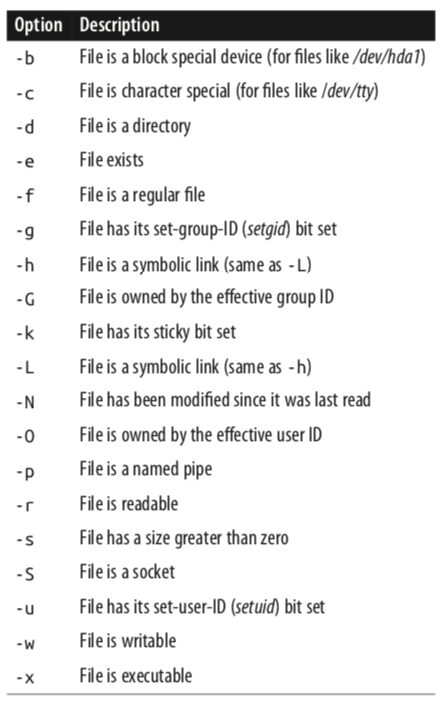 Option Description
-b File is a block special device (for files like /dev/hda1)
-c File is character special (for files like /dev/tty)
-d File is a directory
-e File exists
-f File is a regular file
-g File has its set-group-ID (setgid) bit set
-h File is a symbolic link (same as -L)
-G File is owned by the effective group ID
-k File has its sticky bit set
-L File is a symbolic link (same as -h)
-N File has been modified since it was last read
-O File is owned by the effective user ID
-p File is a named pipe
-r File is readable
-s File has a size greater than zero
-S File is a socket
-u File has its set-user-ID (setuid) bit set
-w File is writable
-x File is executable